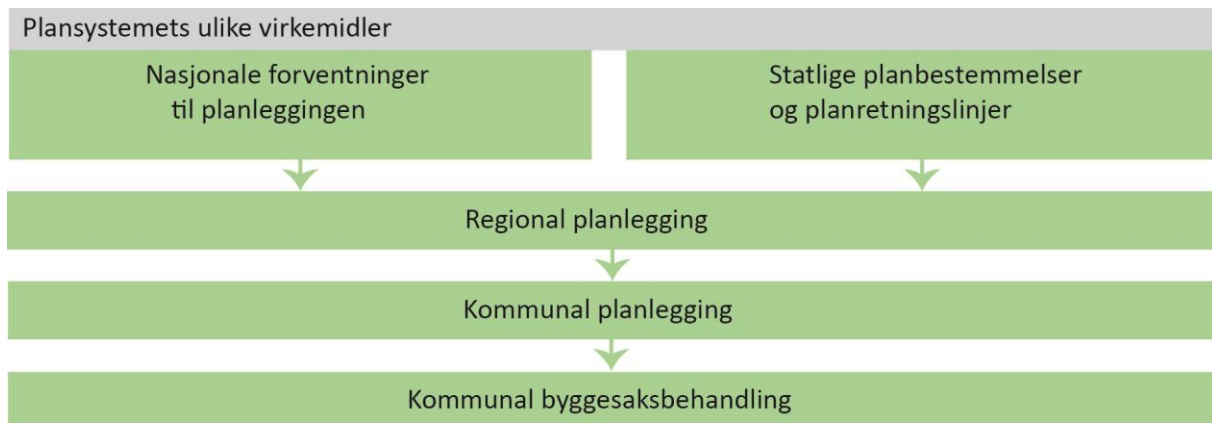 Plansystemets ulike virkemidler
Nasjonale forventninger
til planleggingen
Statlige planbestemmelser
og planretningslinjer
Regional planlegging
Kommunal planlegging
Kommunal byggesaksbehandling